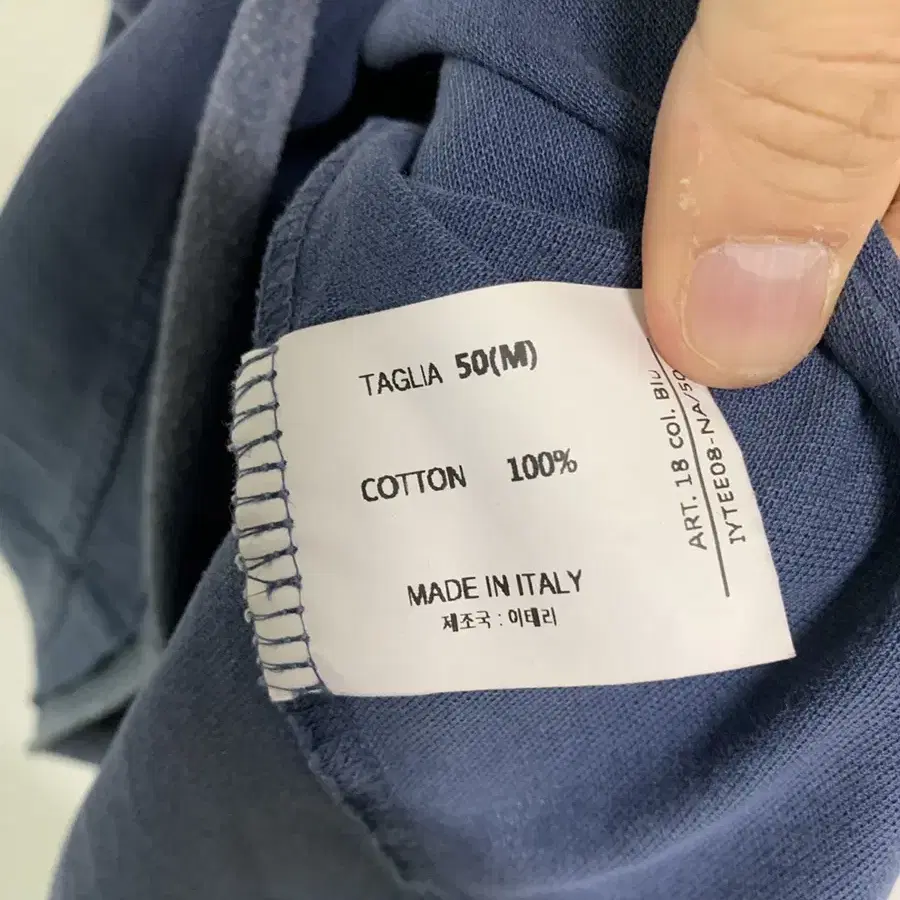 TAGLIA 50(M)
COTTON 100%
MADE IN ITALY
제조국 : 이태리
ART. 18 col. BLU
IYTEE08-NA/50